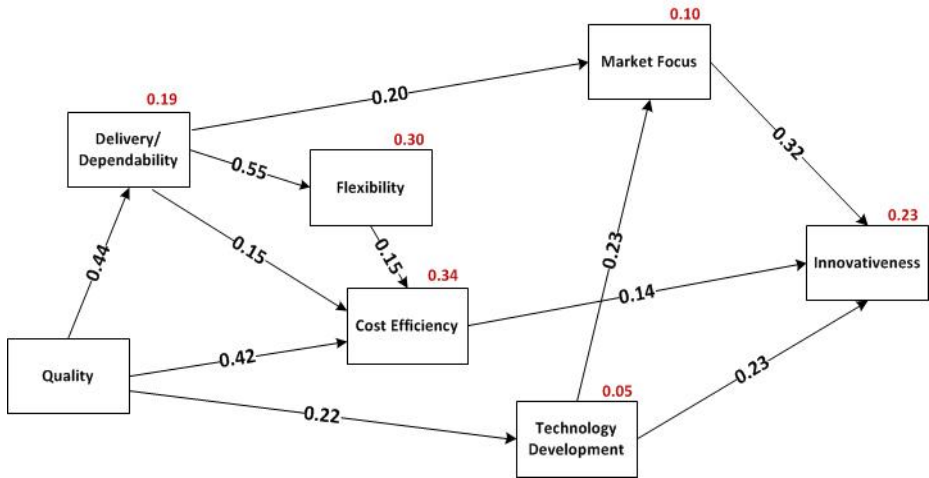 0.10
Market Focus
0.20
0.19
Delivery/
Dependability
0.30
0.55
Flexibility
0.32
0.23
Innovativeness
0.44
0.15
0.15
0.23
0.34
Cost Efficiency
0.14
Quality
0.42
0.22
0.05
Technology
Development
0.23